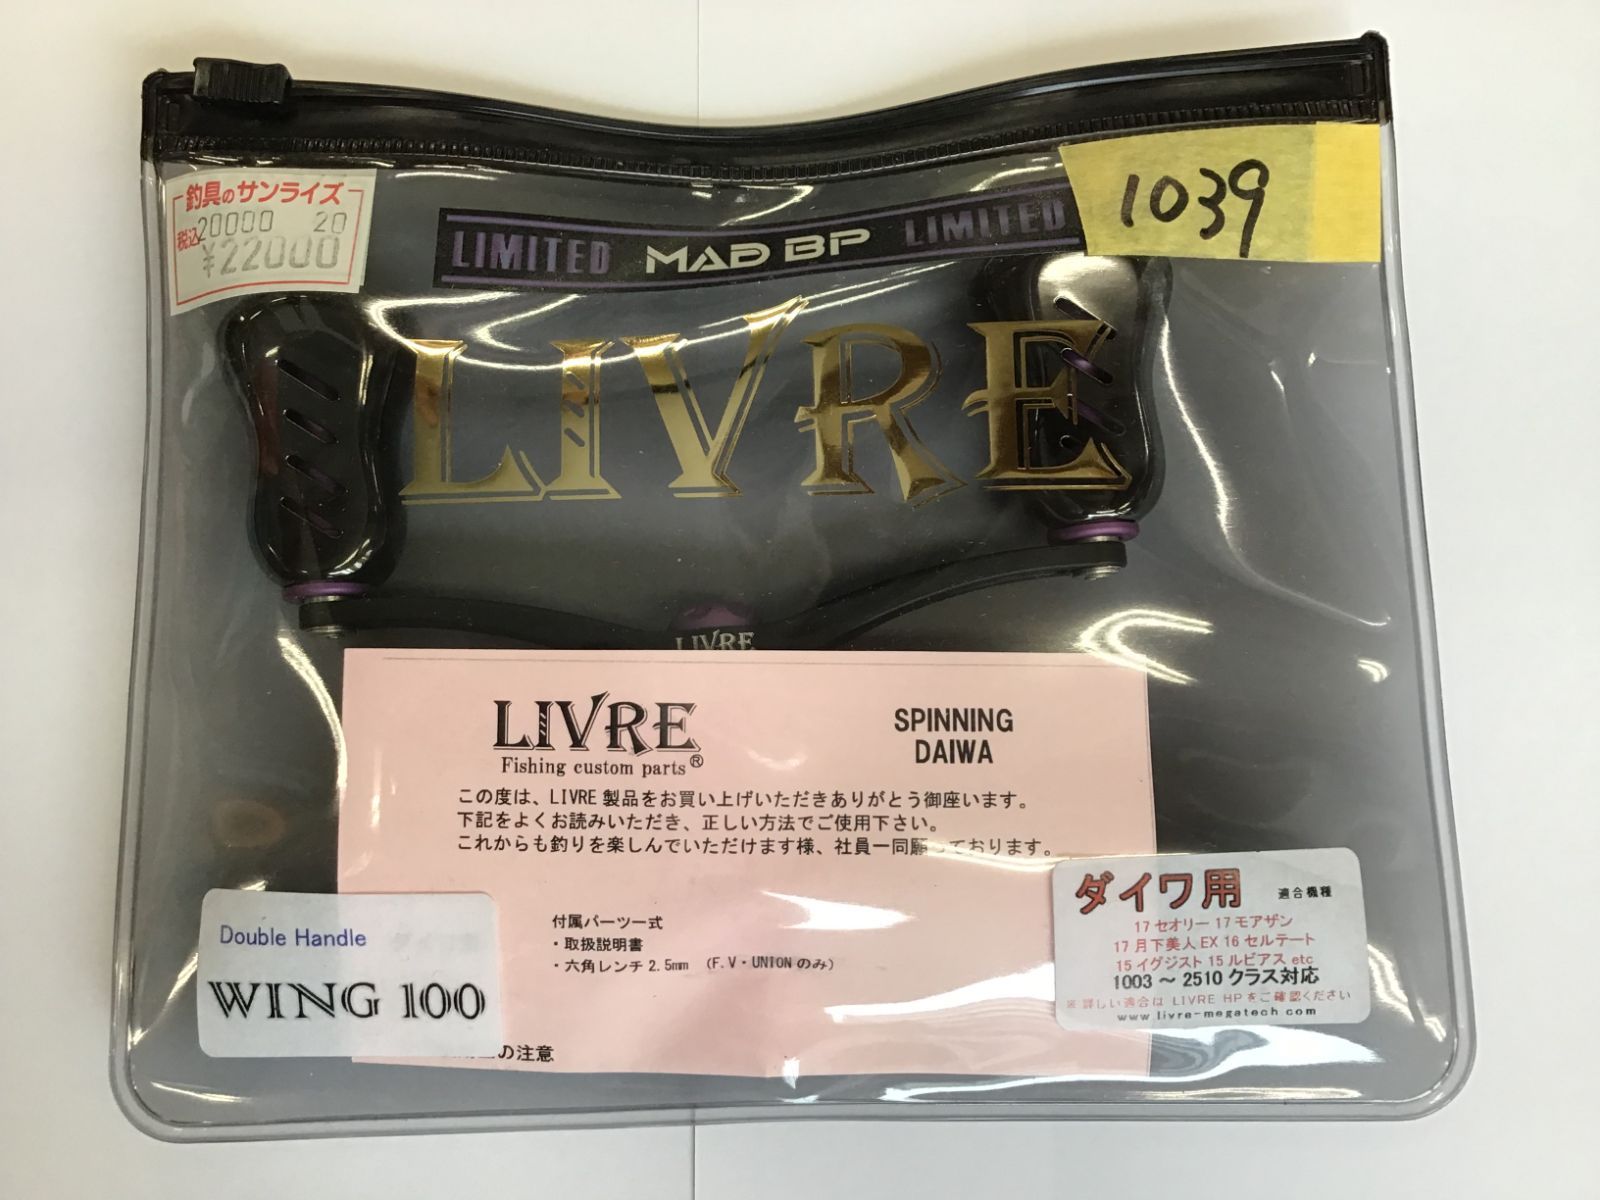 釣具のサンライズ
20000 20
税込
¥22000
LIMITED MAD BP LIMITED
1039
LIVRE
LIVRE
LIVRE
Fishing custom parts®
SPINNING
DAIWA
この度は、LIVRE 製品をお買い上げいただきありがとう御座います。
下記をよくお読みいただき、正しい方法でご使用下さい。
これからも釣りを楽しんでいただけます様、社員一同願っております。
付属パーツ一式
・取扱説明書
・六角レンチ2.5mm （F.V・UNIONのみ）
の注意
Double Handle
WING 100
ダイワ用 適合機種
17 セオリー 17 モアザン
17 月下美人 EX 16 セルテート
15 イグジスト 15 ルビアス etc
1003 ～ 2510 クラス対応
※詳しい適合は LIVRE HP をご確認ください
www.livre-megatech.com